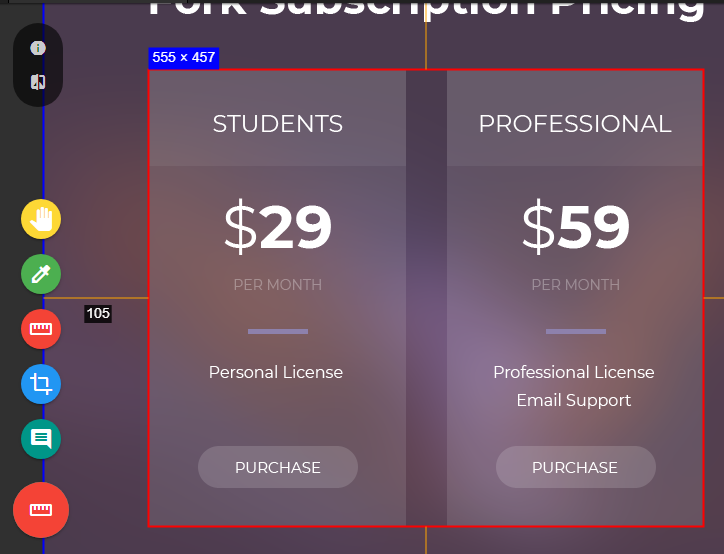 Fork Subscription Pricing
555 × 457
STUDENTS
PROFESSIONAL
$29
$59
PER MONTH
PER MONTH
105
Personal License
Professional License
Email Support
PURCHASE
PURCHASE